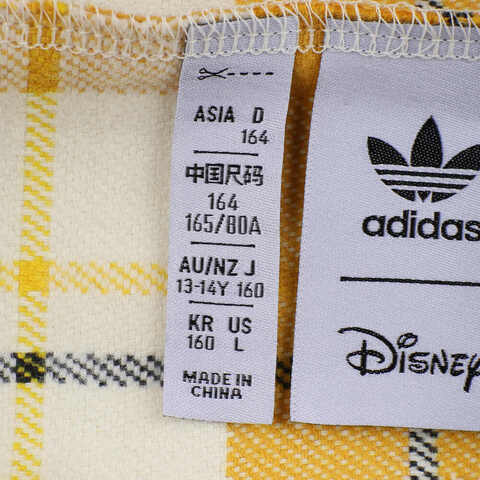 ASIA D
164
中国尺码
164
165/80A
AU/NZ J
13-14Y 160
KR US
160 L
MADE IN
CHINA
adidas
Disney